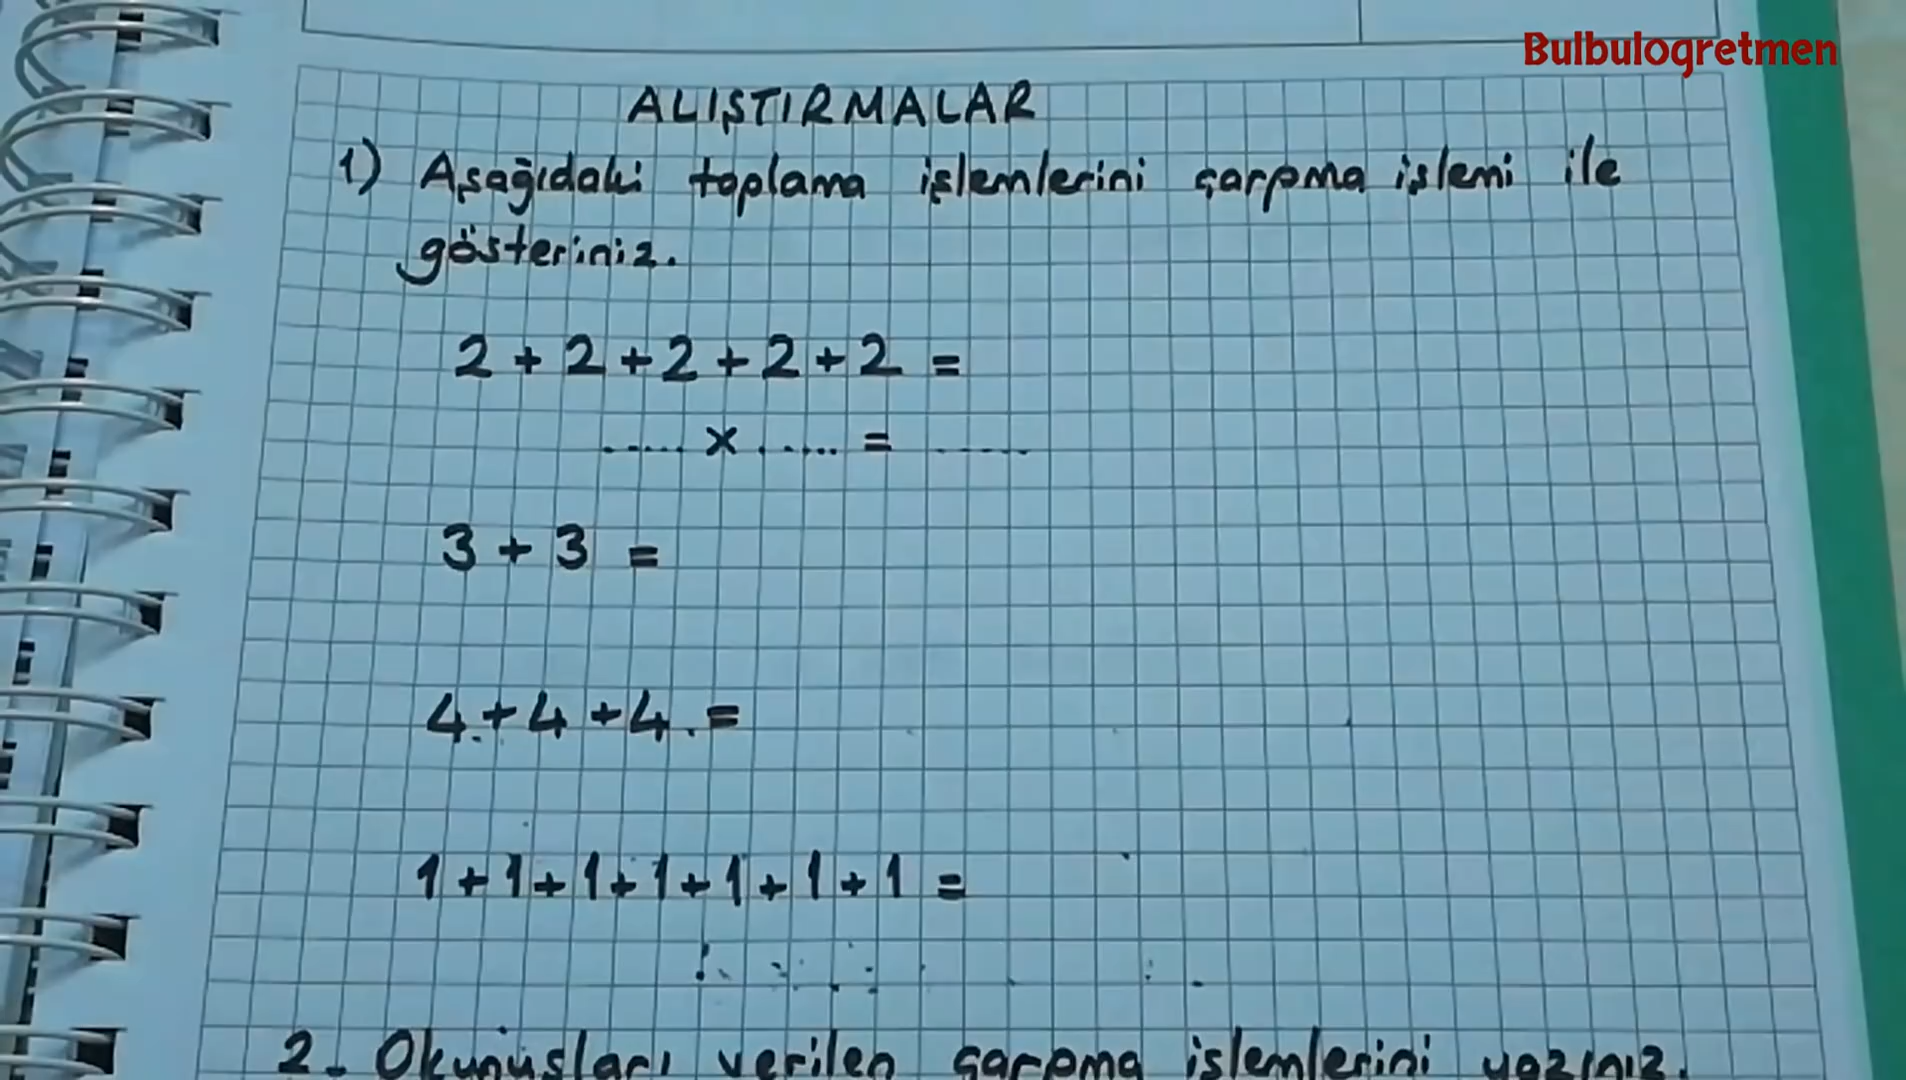 Bulbulogretmen
ALIŞTIRMALAR
1) Aşağıdaki toplama işlemlerini çarpma işlemi ile
gösteriniz.
2 + 2 + 2 + 2 + 2 =
..... x ..... = .....
3 + 3 =
4 + 4 + 4 =
1 + 1 + 1 + 1 + 1 + 1 + 1 =
2. Okunuşları verilen çarpma işlemlerini yazınız.